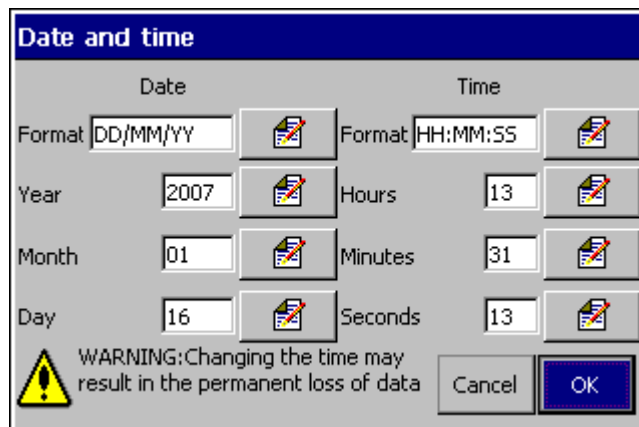 Date and time
Date Time
Format DD/MM/YY Format HH:MM:SS
Year 2007 Hours 13
Month 01 Minutes 31
Day 16 Seconds 13
WARNING:Changing the time may
result in the permanent loss of data
Cancel OK